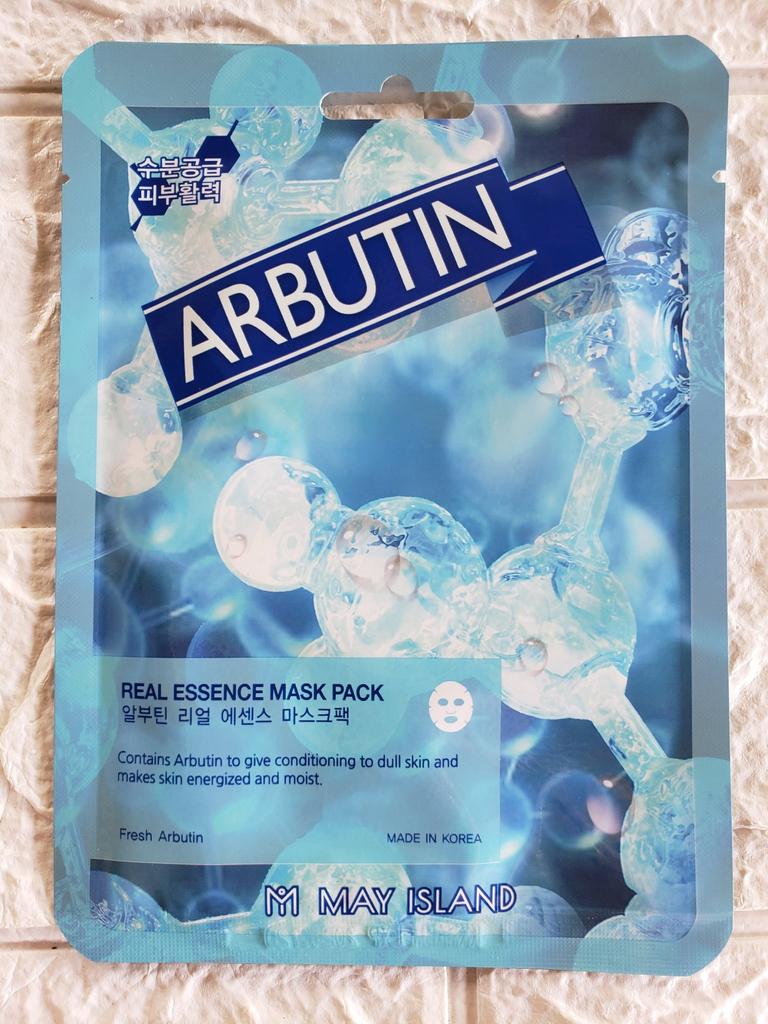 수분공급
피부활력
ARBUTIN
REAL ESSENCE MASK PACK
알부틴 리얼 에센스 마스크팩
Contains Arbutin to give conditioning to dull skin and
makes skin energized and moist.
Fresh Arbutin
MADE IN KOREA
MAY ISLAND